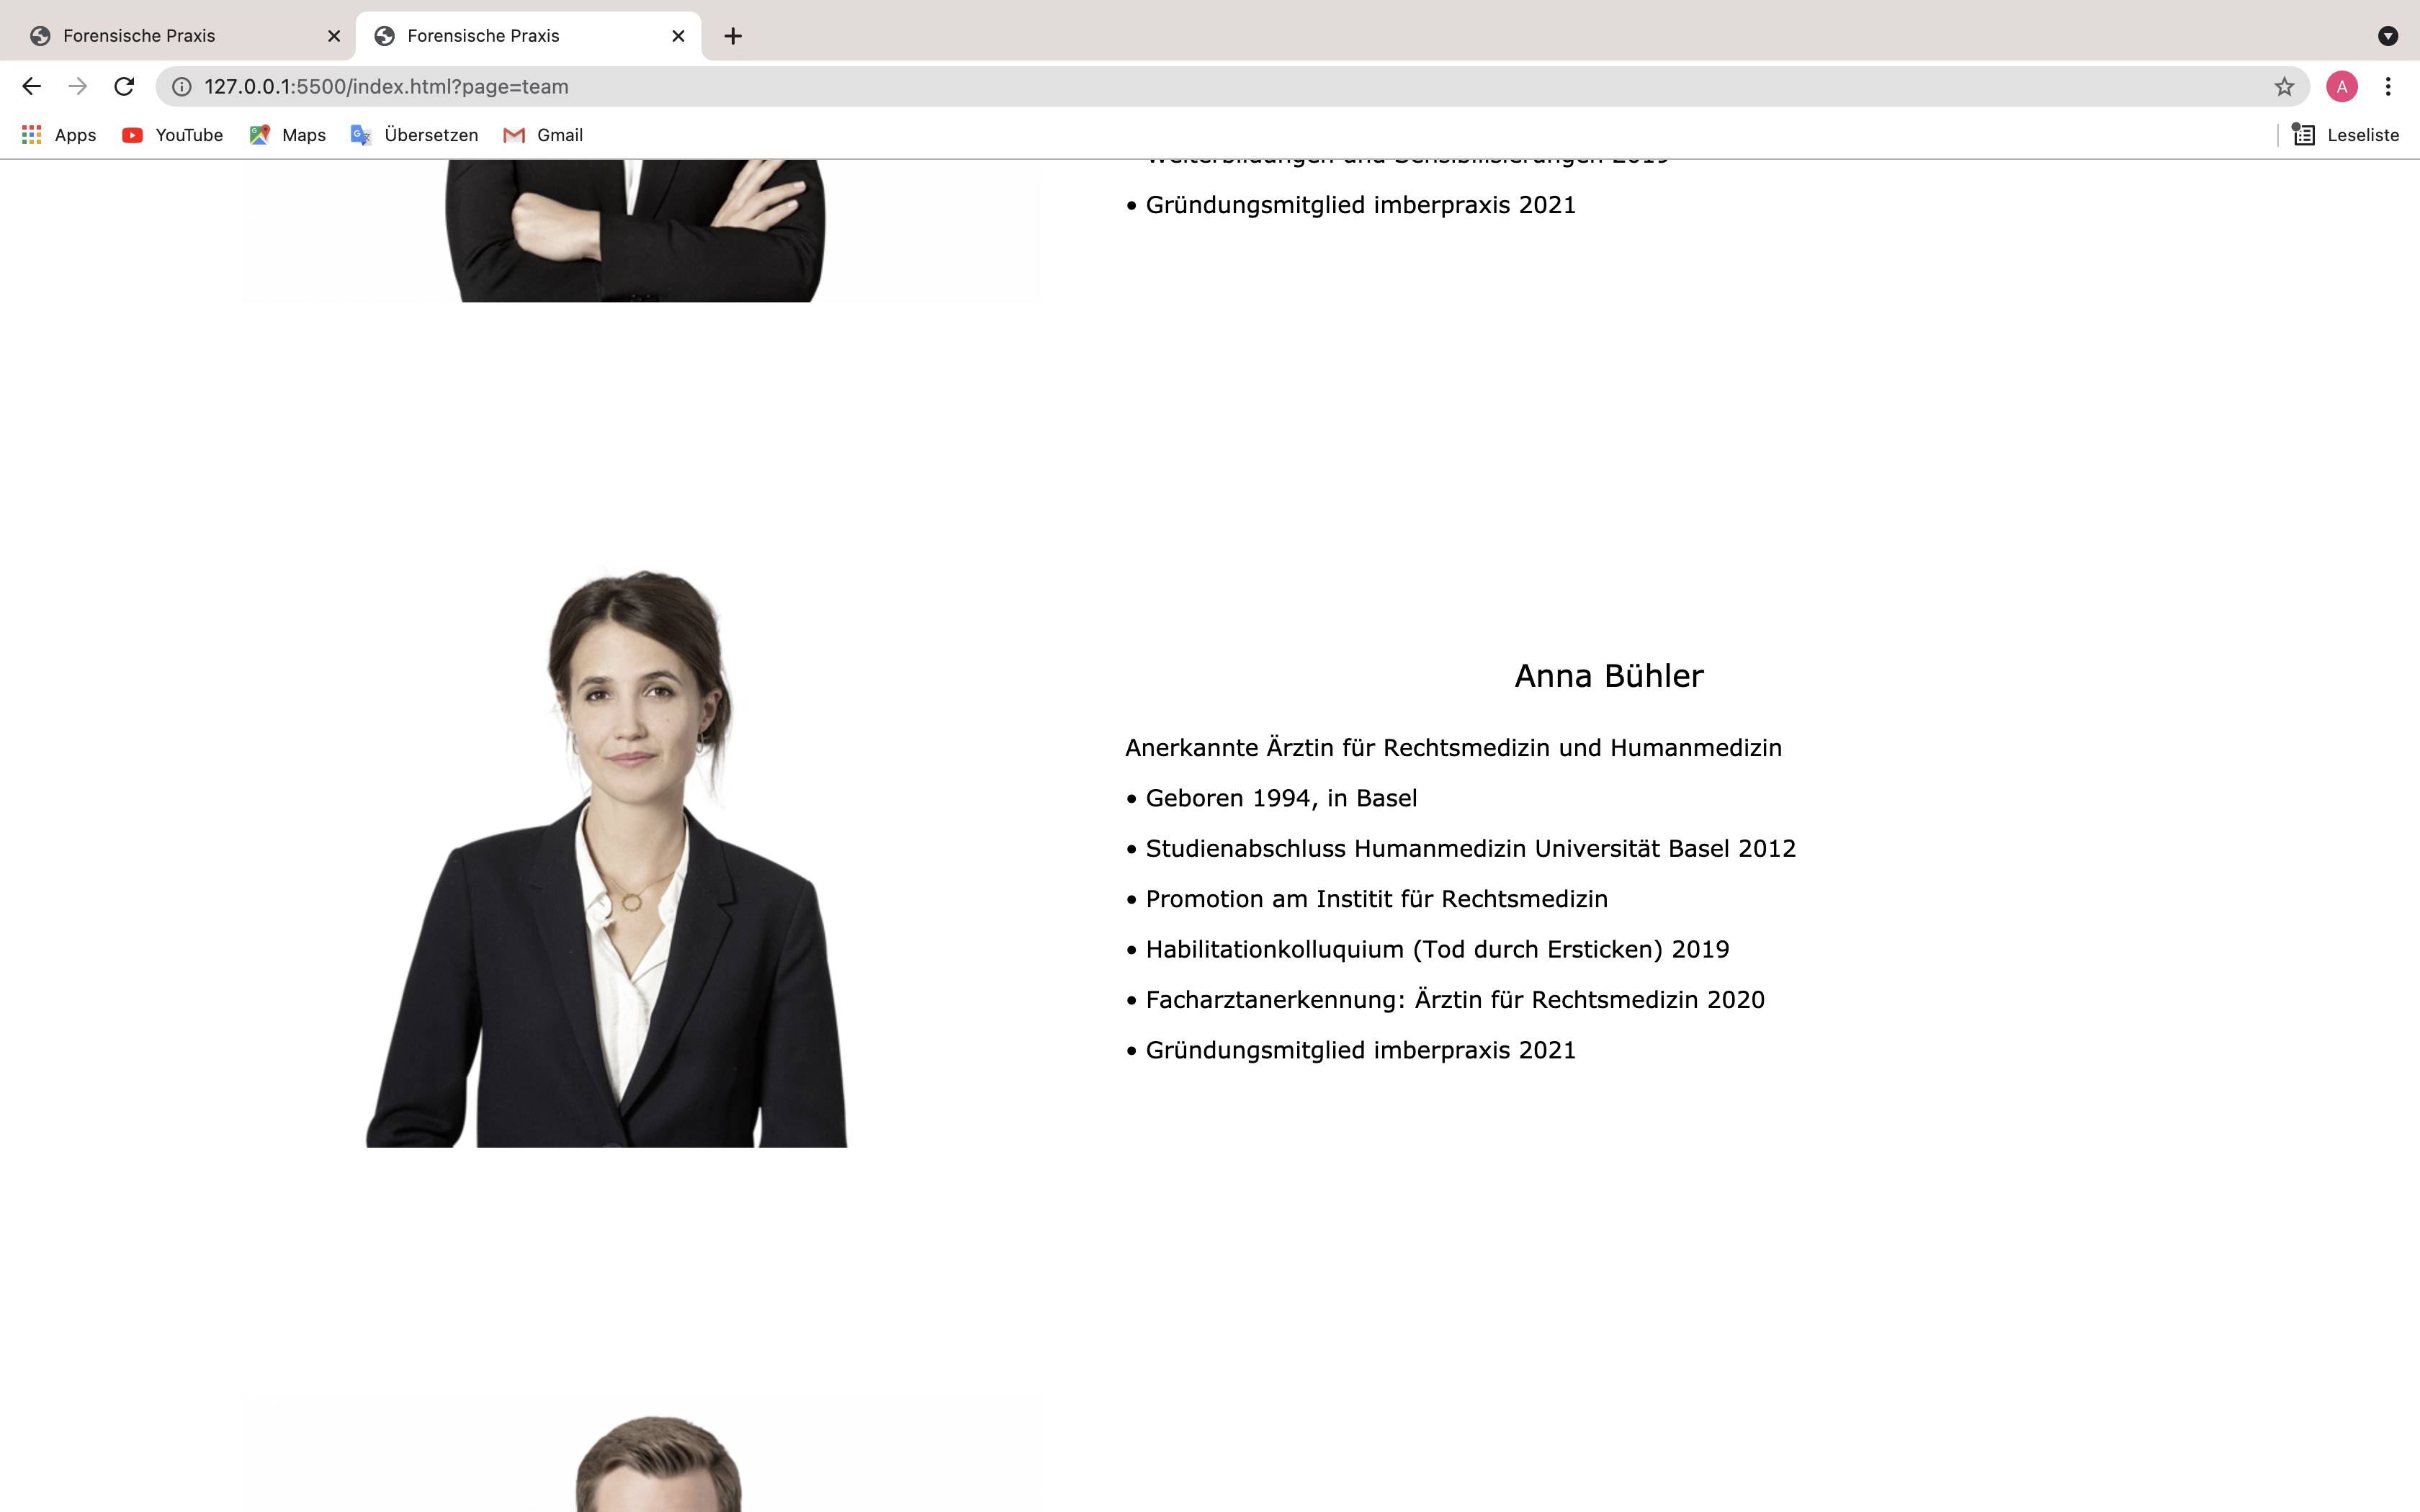 Forensische Praxis
Forensische Praxis
127.0.0.1:5500/index.html?page=team
A
Apps
YouTube
Maps
Übersetzen
Gmail
Leseliste
Weiterbildungen und Sensibilisierungen 2019
• Gründungsmitglied imberpraxis 2021
Anna Bühler
Anerkannte Ärztin für Rechtsmedizin und Humanmedizin
• Geboren 1994, in Basel
• Studienabschluss Humanmedizin Universität Basel 2012
• Promotion am Institit für Rechtsmedizin
• Habilitationkolluquium (Tod durch Ersticken) 2019
• Facharztanerkennung: Ärztin für Rechtsmedizin 2020
• Gründungsmitglied imberpraxis 2021